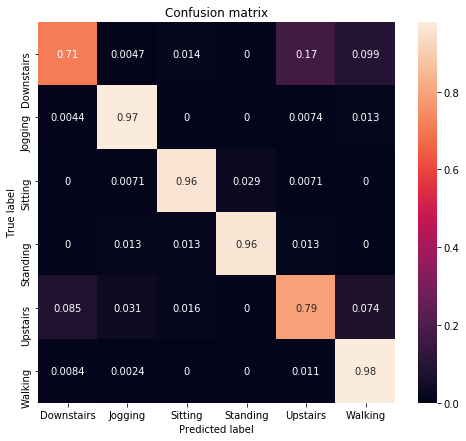 Confusion matrix
True label
Downstairs 0.71 0.0047 0.014 0 0.17 0.099
Jogging 0.0044 0.97 0 0 0.0074 0.013
Sitting 0 0.0071 0.96 0.029 0.0071 0
Standing 0 0.013 0.013 0.96 0.013 0
Upstairs 0.085 0.031 0.016 0 0.79 0.074
Walking 0.0084 0.0024 0 0 0.011 0.98
Downstairs Jogging Sitting Standing Upstairs Walking
Predicted label
0.8
0.6
0.4
0.2
0.0